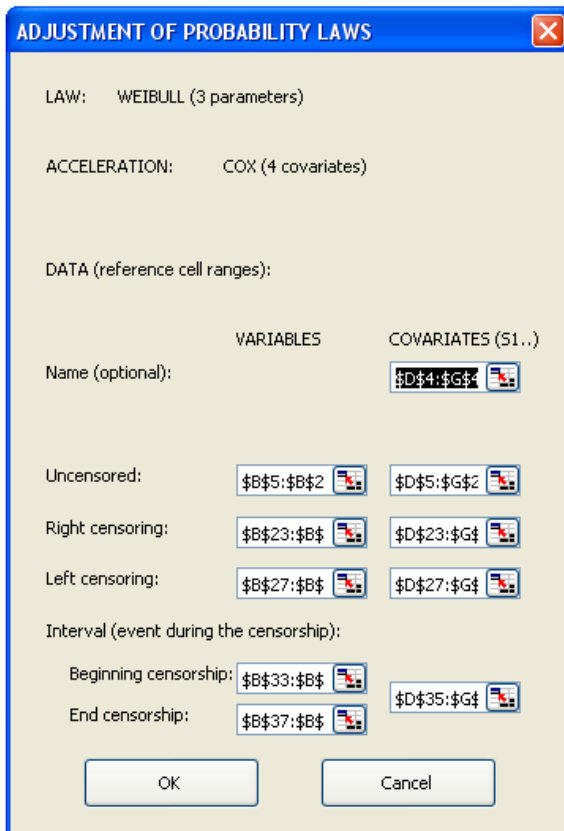 ADJUSTMENT OF PROBABILITY LAWS
LAW: WEIBULL (3 parameters)
ACCELERATION: COX (4 covariates)
DATA (reference cell ranges):
VARIABLES COVARIATES (S1..)
Name (optional): $D$4:$G$4
Uncensored: $B$5:$B$2 $D$5:$G$2
Right censoring: $B$23:$B$ $D$23:$G$
Left censoring: $B$27:$B$ $D$27:$G$
Interval (event during the censorship):
Beginning censorship: $B$33:$B$
$D$35:$G$
End censorship: $B$37:$B$
OK Cancel